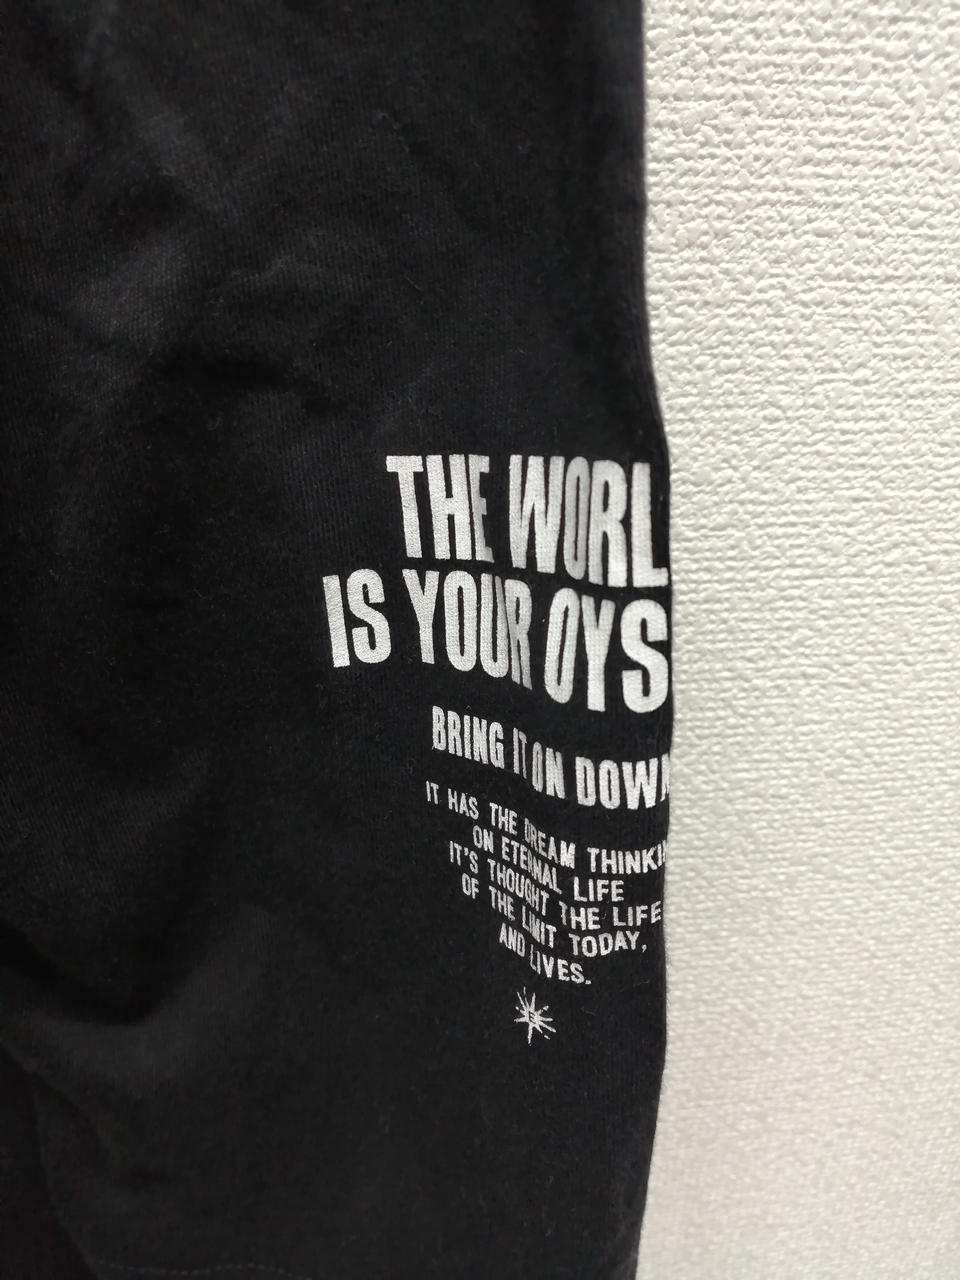 THE WORL
IS YOUR OYS
BRING IT ON DOWN
IT HAS THE DREAM THINKI
ON ETERNAL LIFE
IT'S THOUGHT THE LIFE
OF THE LIMIT TODAY,
AND LIVES.